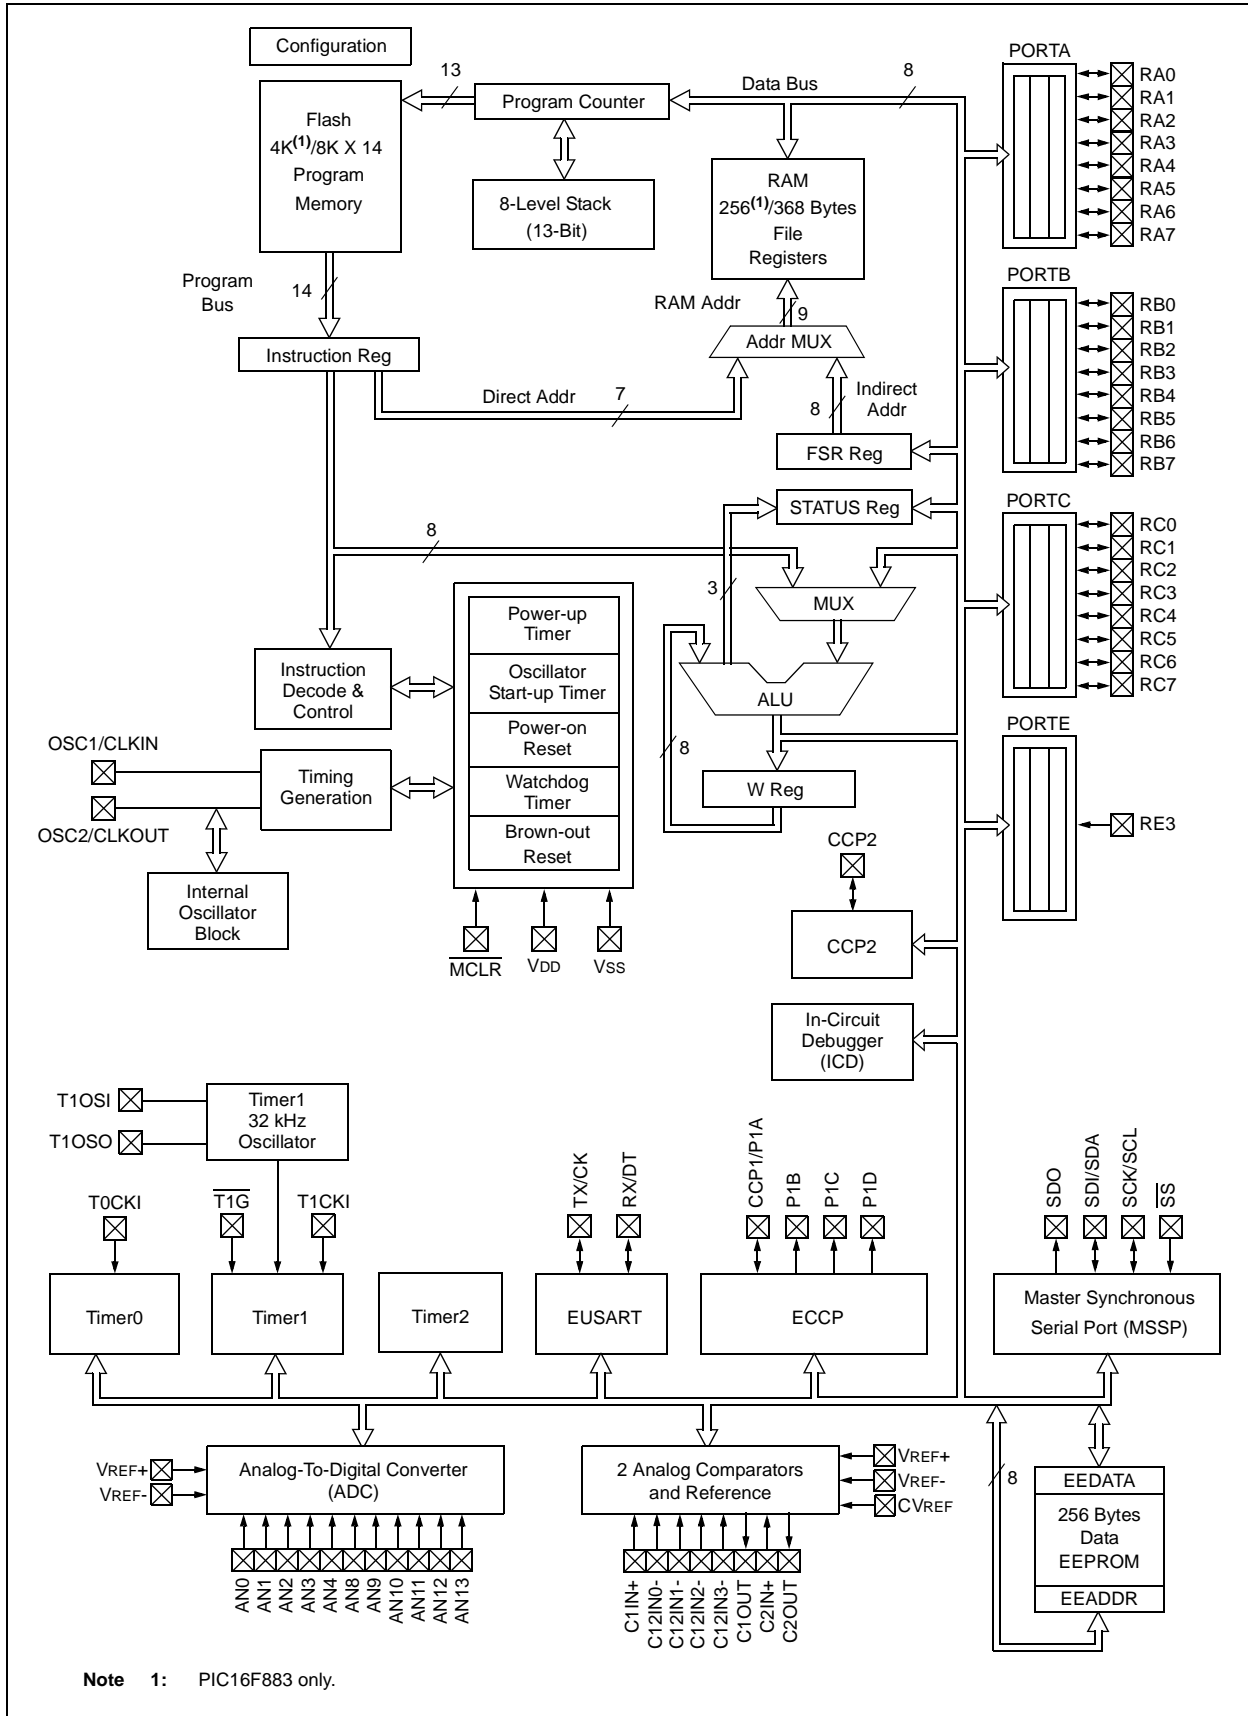 Configuration
PORTA
13
Data Bus
8
RA0
RA1
RA2
RA3
RA4
RA5
RA6
RA7
Program Counter
Flash
4K(1)/8K X 14
Program
Memory
8-Level Stack
(13-Bit)
RAM
256(1)/368 Bytes
File
Registers
Program
Bus
14
RAM Addr
9
PORTB
RB0
RB1
RB2
RB3
RB4
RB5
RB6
RB7
Instruction Reg
Addr MUX
Direct Addr
7
8
Indirect
Addr
FSR Reg
STATUS Reg
PORTC
RC0
RC1
RC2
RC3
RC4
RC5
RC6
RC7
8
3
MUX
Power-up
Timer
Oscillator
Start-up Timer
Power-on
Reset
Watchdog
Timer
Brown-out
Reset
Instruction
Decode &
Control
ALU
8
W Reg
PORTE
RE3
OSC1/CLKIN
OSC2/CLKOUT
Timing
Generation
Internal
Oscillator
Block
MCLR
VDD
VSS
CCP2
CCP2
In-Circuit
Debugger
(ICD)
T1OSI
T1OSO
Timer1
32 kHz
Oscillator
T0CKI
T1G
T1CKI
TX/CK
RX/DT
CCP1/P1A
P1B
P1C
P1D
SDO
SDI/SDA
SCK/SCL
SS
Timer0
Timer1
Timer2
EUSART
ECCP
Master Synchronous
Serial Port (MSSP)
VREF+
VREF-
Analog-To-Digital Converter
(ADC)
2 Analog Comparators
and Reference
VREF+
VREF-
CVREF
8
EEDATA
256 Bytes
Data
EEPROM
EEADDR
AN0
AN1
AN2
AN3
AN4
AN8
AN9
AN10
AN11
AN12
AN13
C1IN+
C12IN0-
C12IN1-
C12IN2-
C12IN3-
C1OUT
C2IN+
C2OUT
Note 1: PIC16F883 only.